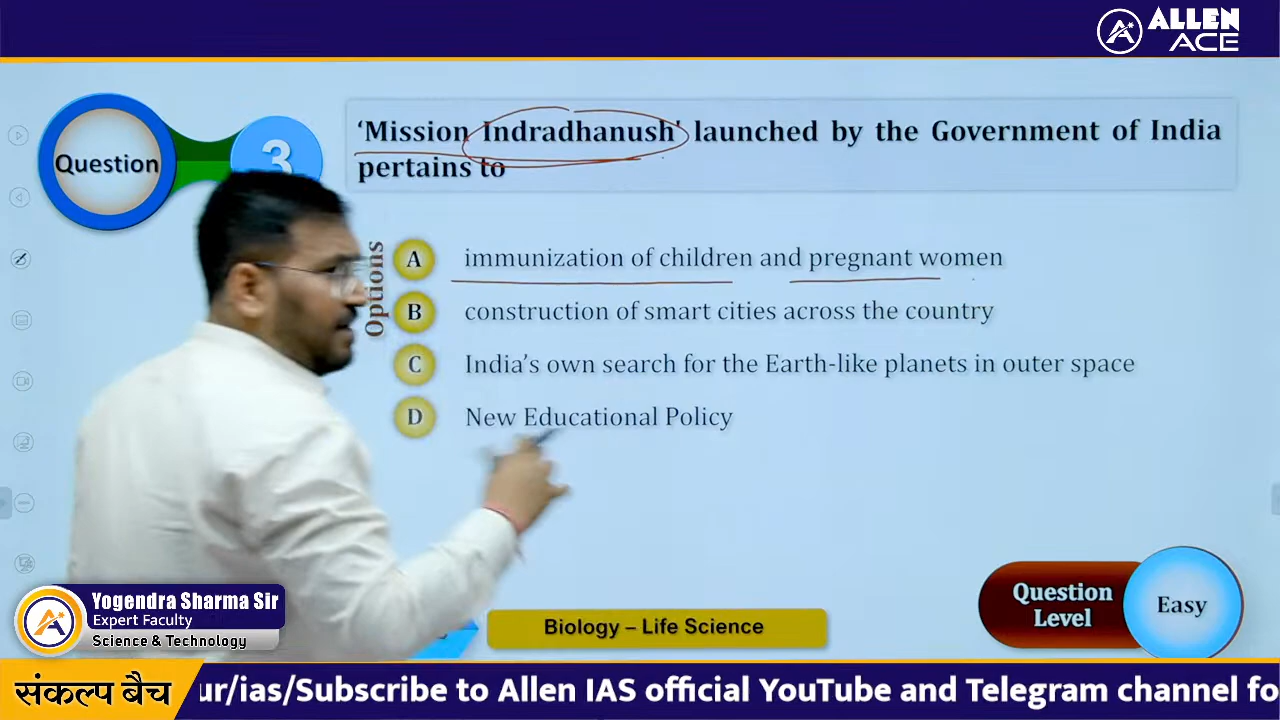 ALLEN
ACE
Question
3
'Mission Indradhanush' launched by the Government of India
pertains to
Options
A immunization of children and pregnant women
B construction of smart cities across the country
C India’s own search for the Earth-like planets in outer space
D New Educational Policy
Question
Level
Easy
Yogendra Sharma Sir
Expert Faculty
Science & Technology
Biology – Life Science
संकल्प बैच
ur/ias/Subscribe to Allen IAS official YouTube and Telegram channel fo